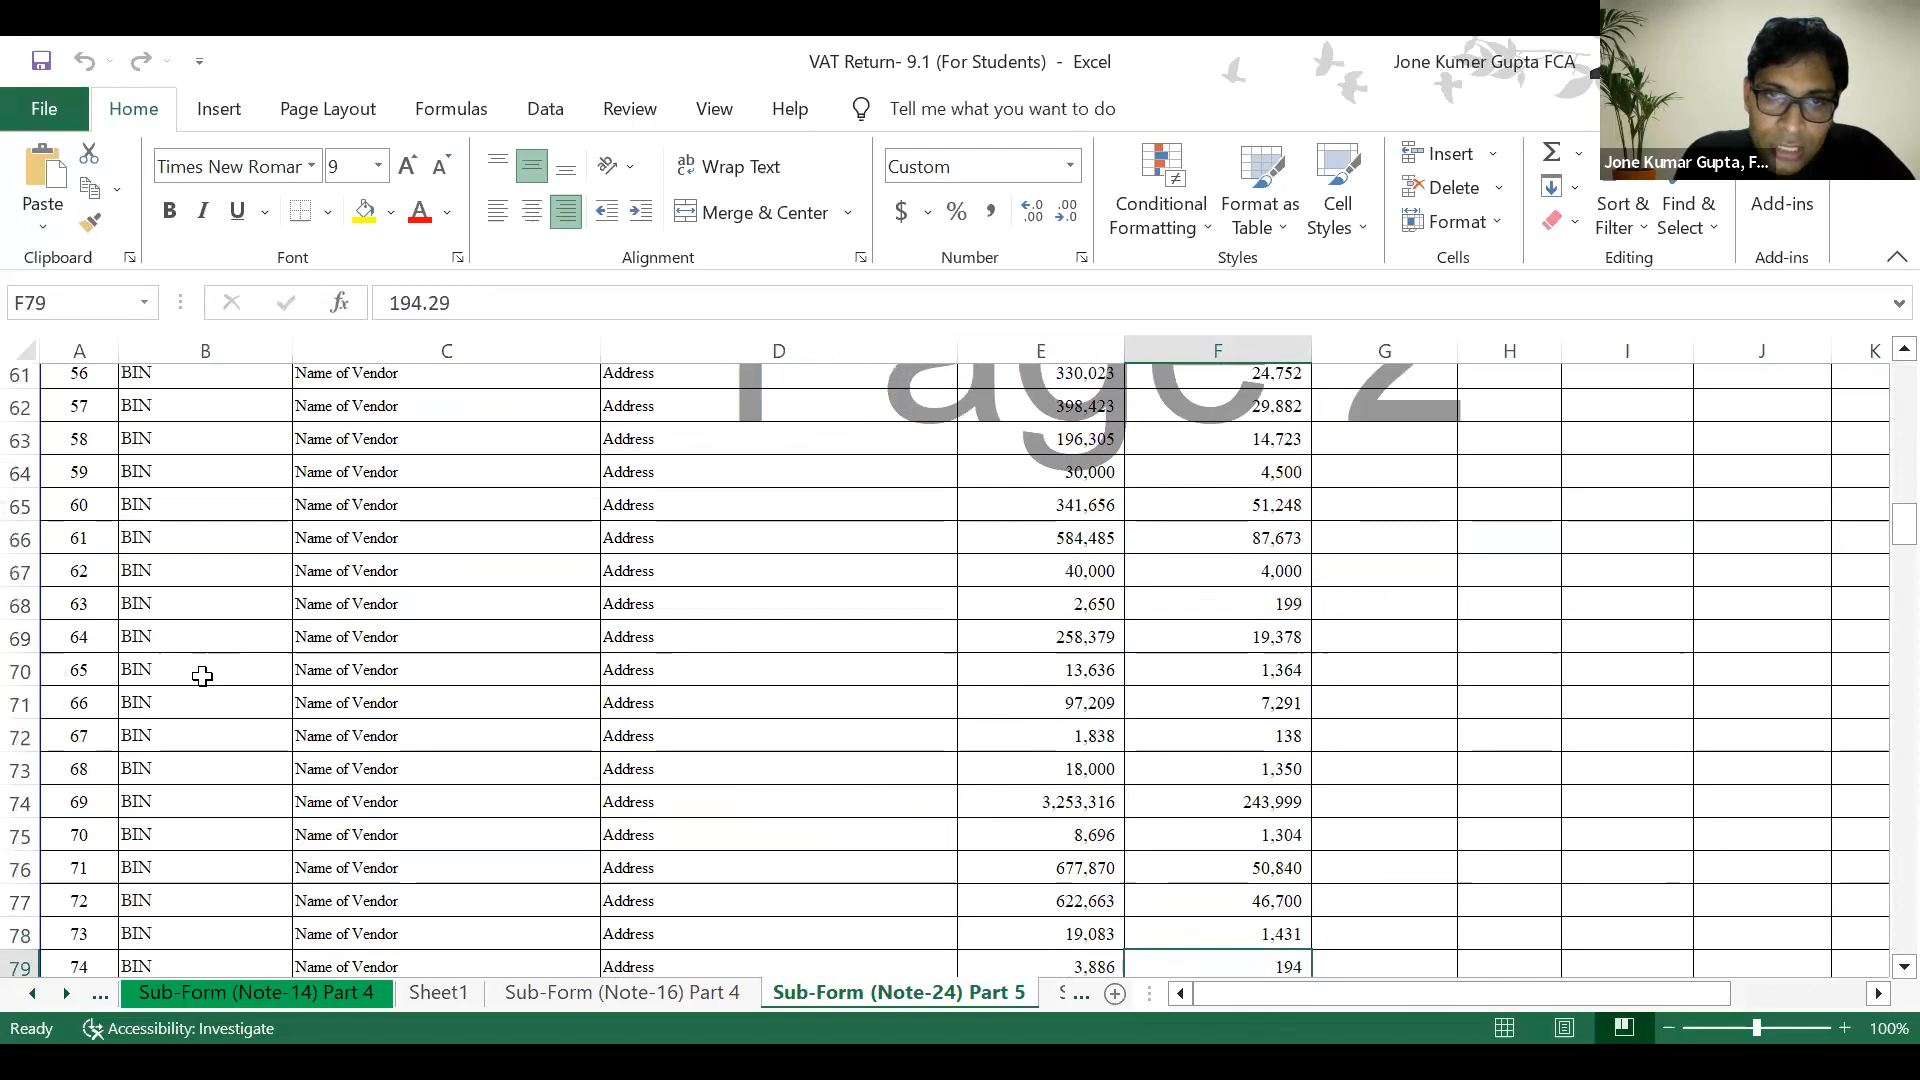 VAT Return- 9.1 (For Students) - Excel
Jone Kumer Gupta FCA
File Home Insert Page Layout Formulas Data Review View Help Tell me what you want to do
Jone Kumar Gupta, F...
Times New Romar 9
Wrap Text
Custom
Insert
Paste
Conditional Formatting
Format as Table
Cell Styles
Delete
Sort & Filter
Find & Select
Add-ins
B I U
Merge & Center
$ % ,
Format
Clipboard Font Alignment Number Styles Cells Editing Add-ins
F79 fx 194.29
A B C D E F G H I J K
Page 2
61 56 BIN Name of Vendor Address 330,023 24,752
62 57 BIN Name of Vendor Address 398,423 29,882
63 58 BIN Name of Vendor Address 196,305 14,723
64 59 BIN Name of Vendor Address 30,000 4,500
65 60 BIN Name of Vendor Address 341,656 51,248
66 61 BIN Name of Vendor Address 584,485 87,673
67 62 BIN Name of Vendor Address 40,000 4,000
68 63 BIN Name of Vendor Address 2,650 199
69 64 BIN Name of Vendor Address 258,379 19,378
70 65 BIN Name of Vendor Address 13,636 1,364
71 66 BIN Name of Vendor Address 97,209 7,291
72 67 BIN Name of Vendor Address 1,838 138
73 68 BIN Name of Vendor Address 18,000 1,350
74 69 BIN Name of Vendor Address 3,253,316 243,999
75 70 BIN Name of Vendor Address 8,696 1,304
76 71 BIN Name of Vendor Address 677,870 50,840
77 72 BIN Name of Vendor Address 622,663 46,700
78 73 BIN Name of Vendor Address 19,083 1,431
79 74 BIN Name of Vendor Address 3,886 194
... Sub-Form (Note-14) Part 4 Sheet1 Sub-Form (Note-16) Part 4 Sub-Form (Note-24) Part 5 S ...
Ready Accessibility: Investigate 100%